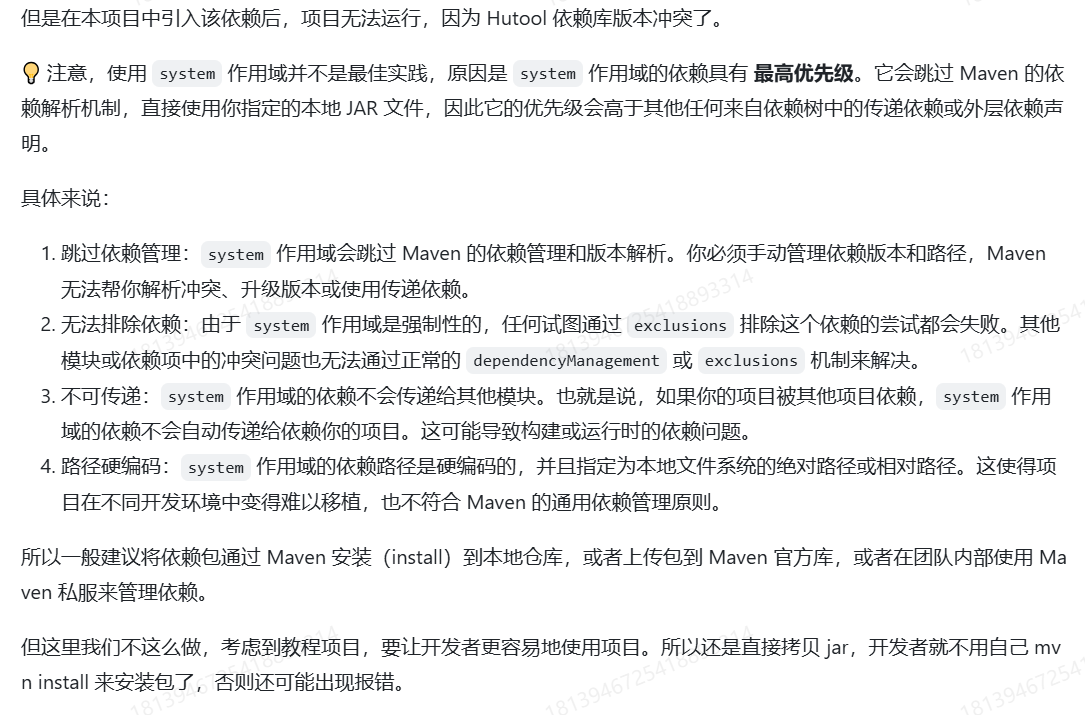 但是在本项目中引入该依赖后，项目无法运行，因为 Hutool 依赖库版本冲突了。
💡 注意，使用 system 作用域并不是最佳实践，原因是 system 作用域的依赖具有 最高优先级。它会跳过 Maven 的依
赖解析机制，直接使用你指定的本地 JAR 文件，因此它的优先级会高于其他任何来自依赖树中的传递依赖或外层依赖声
明。
具体来说：
1. 跳过依赖管理：system 作用域会跳过 Maven 的依赖管理和版本解析。你必须手动管理依赖版本和路径，Maven
无法帮你解析冲突、升级版本或使用传递依赖。
2. 无法排除依赖：由于 system 作用域是强制性的，任何试图通过 exclusions 排除这个依赖的尝试都会失败。其他
模块或依赖项中的冲突问题也无法通过正常的 dependencyManagement 或 exclusions 机制来解决。
3. 不可传递：system 作用域的依赖不会传递给其他模块。也就是说，如果你的项目被其他项目依赖，system 作用
域的依赖不会自动传递给依赖你的项目。这可能导致构建或运行时的依赖问题。
4. 路径硬编码：system 作用域的依赖路径是硬编码的，并且指定为本地文件系统的绝对路径或相对路径。这使得项
目在不同开发环境中变得难以移植，也不符合 Maven 的通用依赖管理原则。
所以一般建议将依赖包通过 Maven 安装（install）到本地仓库，或者上传包到 Maven 官方库，或者在团队内部使用 Ma
ven 私服来管理依赖。
但这里我们不这么做，考虑到教程项目，要让开发者更容易地使用项目。所以还是直接拷贝 jar，开发者就不用自己 mv
n install 来安装包了，否则还可能出现报错。